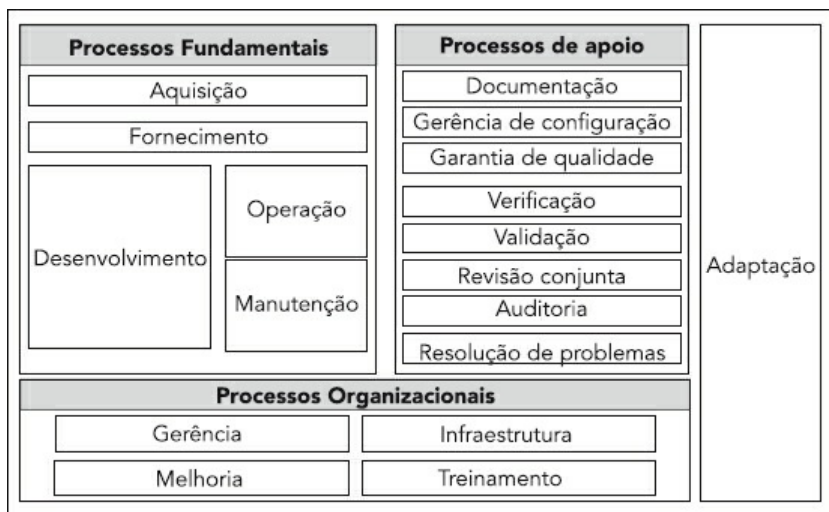 Processos Fundamentais
Aquisição
Fornecimento
Desenvolvimento
Operação
Manutenção
Processos de apoio
Documentação
Gerência de configuração
Garantia de qualidade
Verificação
Validação
Revisão conjunta
Auditoria
Resolução de problemas
Adaptação
Processos Organizacionais
Gerência
Infraestrutura
Melhoria
Treinamento